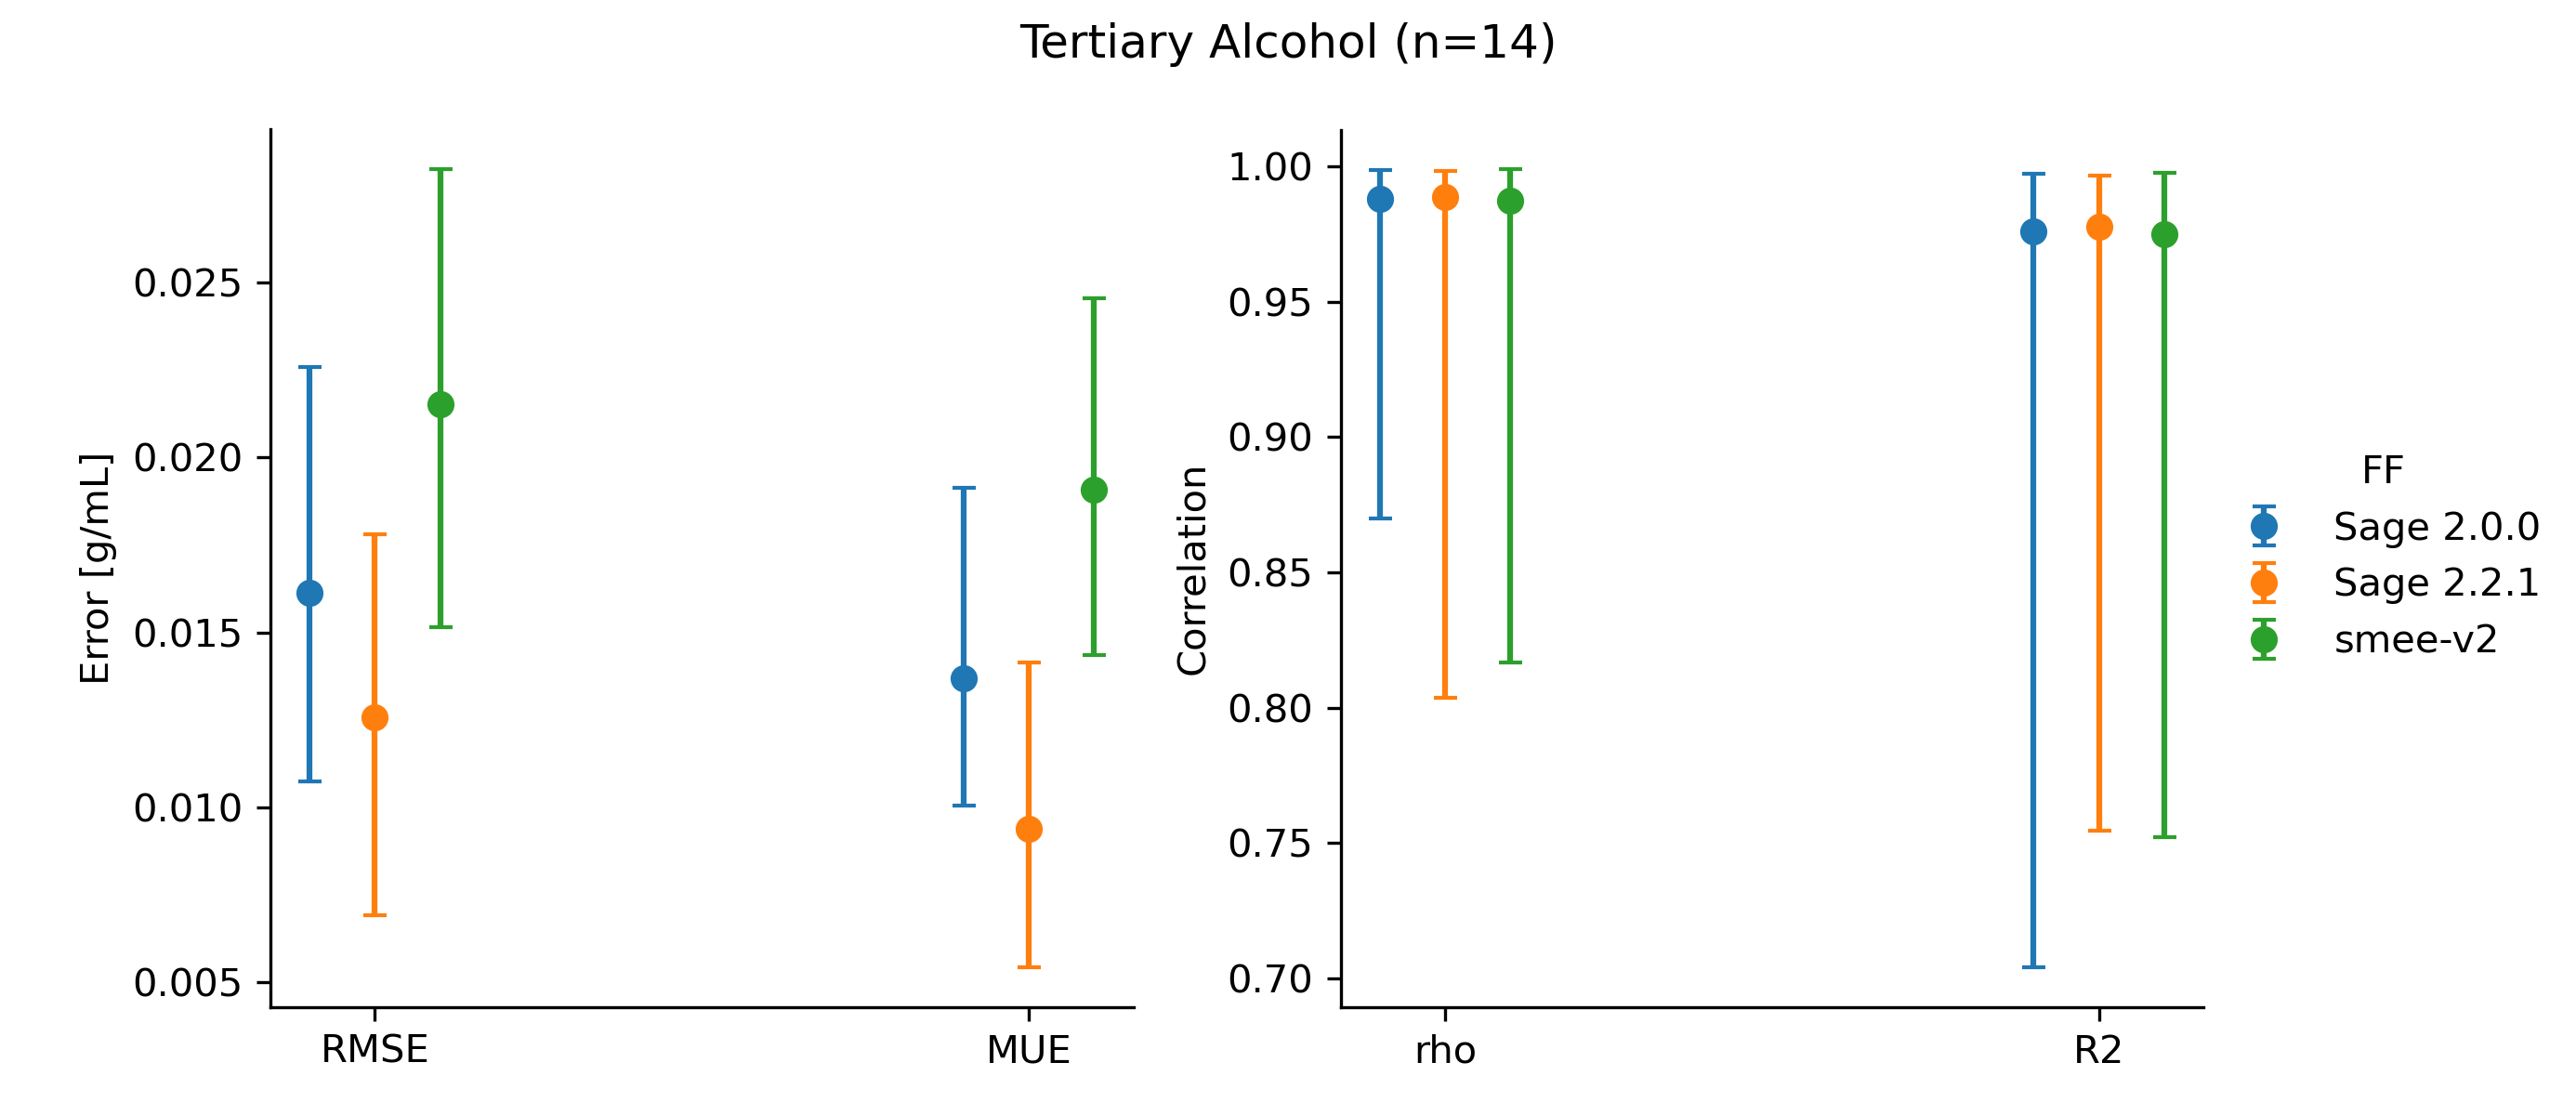 Tertiary Alcohol (n=14)
Error [g/mL]
0.025
0.020
0.015
0.010
0.005
RMSE
MUE
Correlation
1.00
0.95
0.90
0.85
0.80
0.75
0.70
rho
R2
FF
Sage 2.0.0
Sage 2.2.1
smee-v2